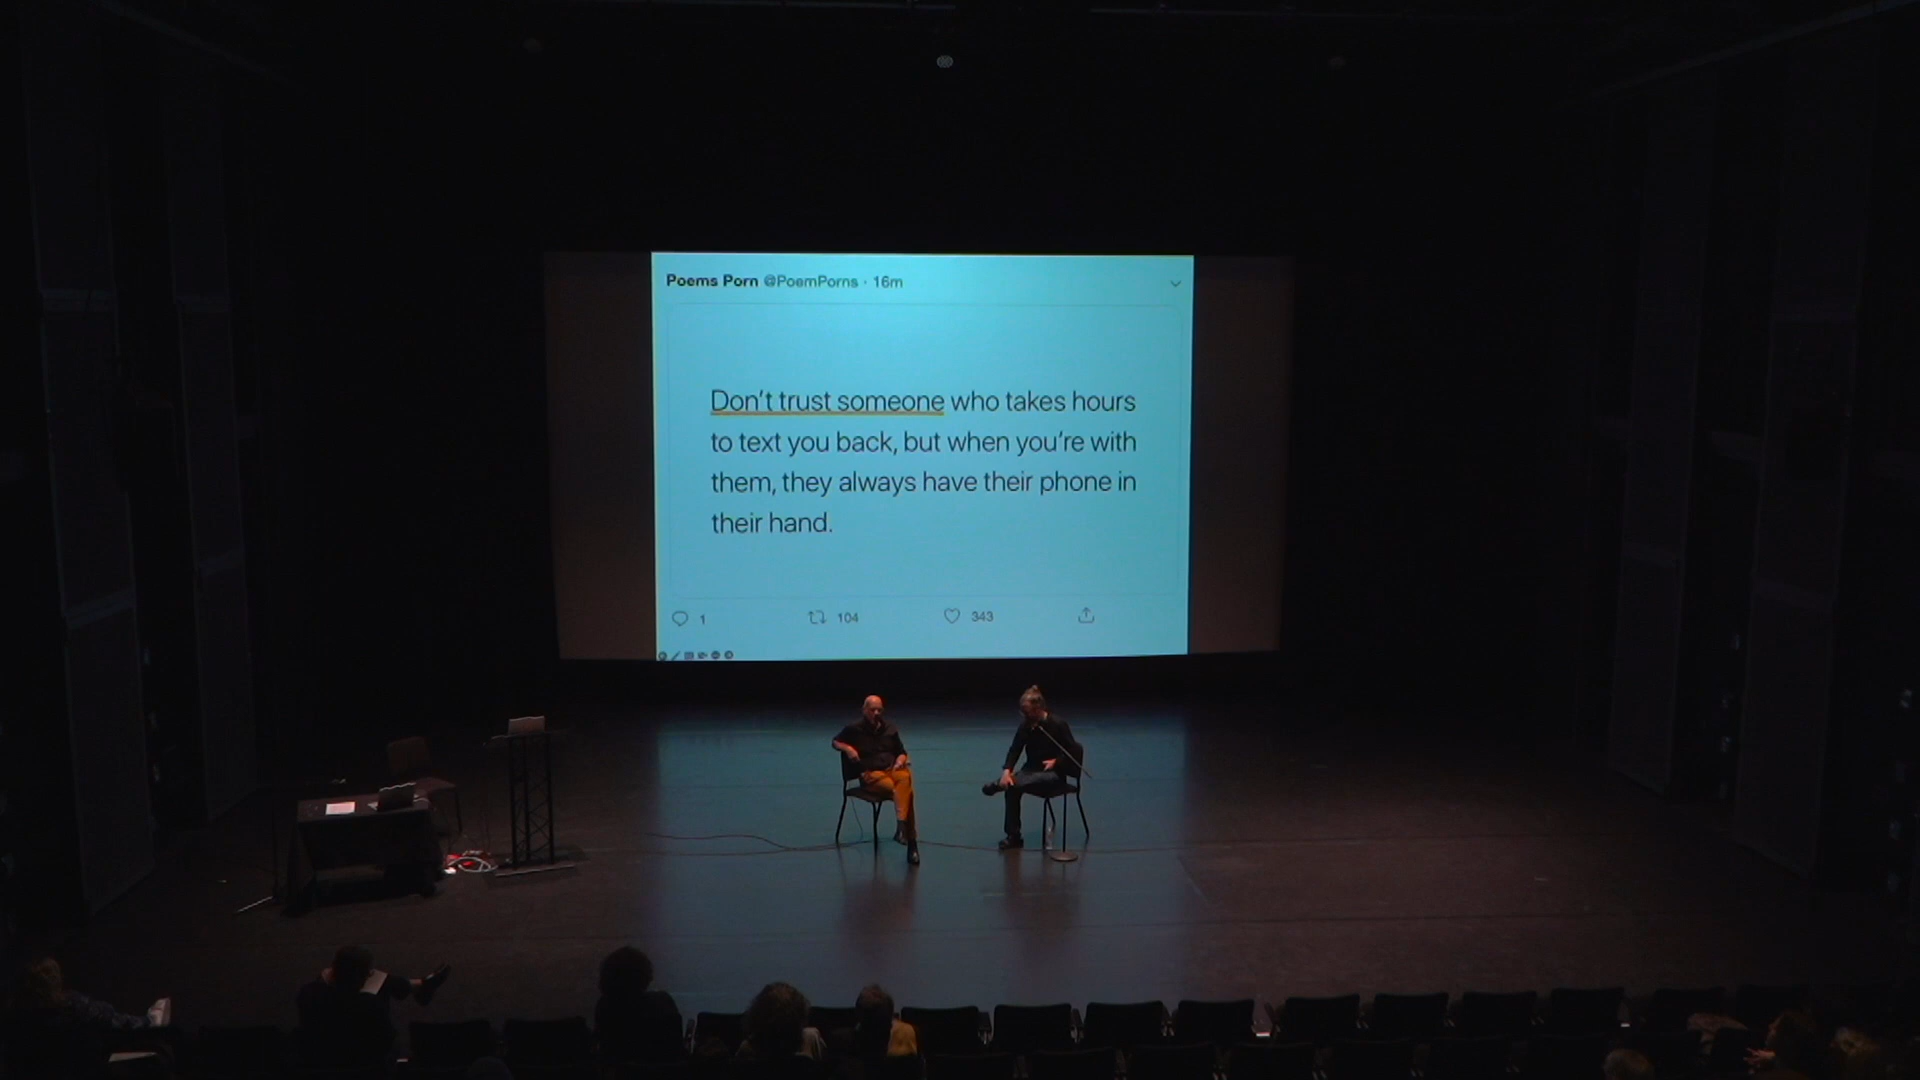 Poems Porn @PoemPorns · 16m
Don't trust someone who takes hours
to text you back, but when you're with
them, they always have their phone in
their hand.
1 104 343